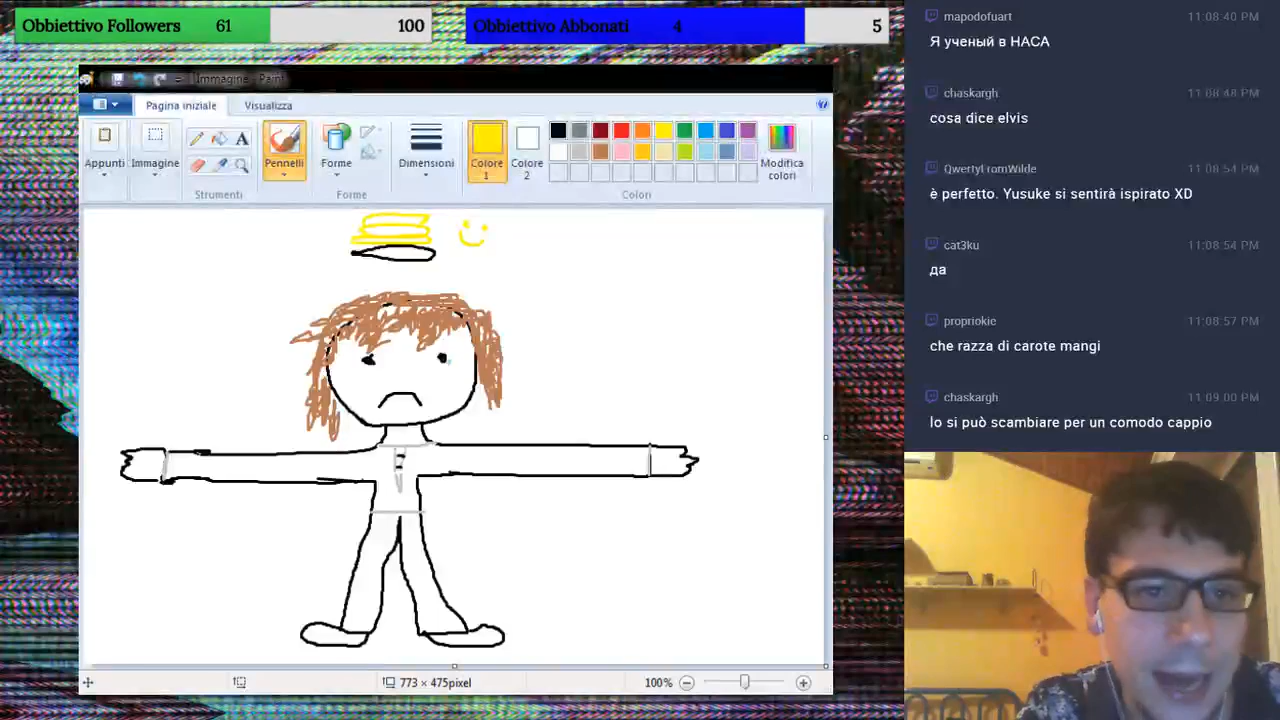 Obbiettivo Followers 61 100
Obbiettivo Abbonati 4 5
Immagine - Paint
Pagina iniziale Visualizza
Appunti
Immagine
A
Strumenti
Pennelli
Forme
Forme
Dimensioni
Colore 1
Colore 2
Modifica colori
Colori
773 × 475pixel
100%
mapodofuart 11:08:40 PM
Я ученый в НАСА
chaskargh 11:08:48 PM
cosa dice elvis
QwertyFromWilde 11:08:54 PM
è perfetto. Yusuke si sentirà ispirato XD
cat3ku 11:08:54 PM
да
propriokie 11:08:57 PM
che razza di carote mangi
chaskargh 11:09:00 PM
lo si può scambiare per un comodo cappio